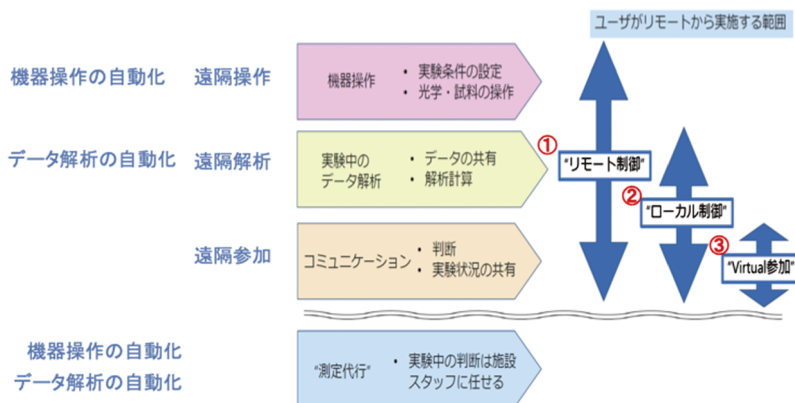 ユーザがリモートから実施する範囲
機器操作の自動化
遠隔操作
機器操作
• 実験条件の設定
• 光学・試料の操作
データ解析の自動化
遠隔解析
実験中の
データ解析
• データの共有
• 解析計算
①
"リモート制御"
②
"ローカル制御"
遠隔参加
コミュニケーション
• 判断
• 実験状況の共有
③
"Virtual参加"
機器操作の自動化
データ解析の自動化
"測定代行"
• 実験中の判断は施設
スタッフに任せる